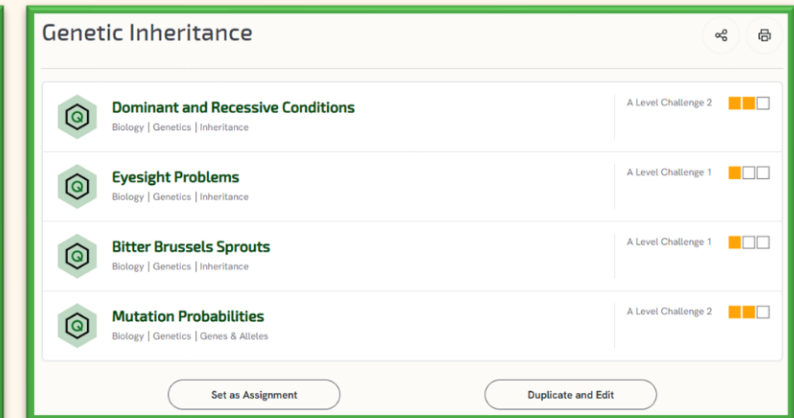 Genetic Inheritance
Q
Dominant and Recessive Conditions
Biology | Genetics | Inheritance
A Level Challenge 2
Q
Eyesight Problems
Biology | Genetics | Inheritance
A Level Challenge 1
Q
Bitter Brussels Sprouts
Biology | Genetics | Inheritance
A Level Challenge 1
Q
Mutation Probabilities
Biology | Genetics | Genes & Alleles
A Level Challenge 2
Set as Assignment
Duplicate and Edit